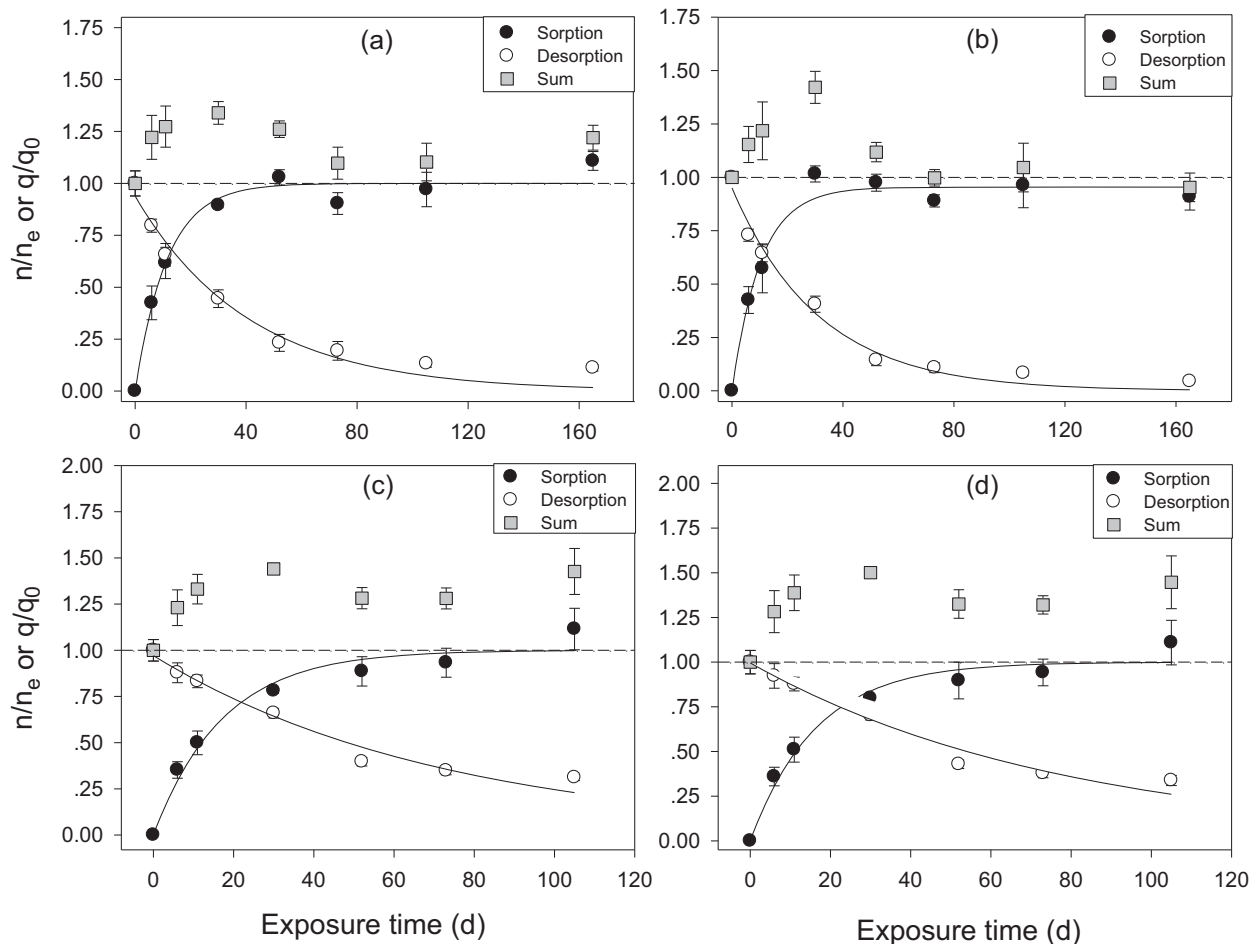 (a)
Sorption
Desorption
Sum
1.75
1.50
1.25
1.00
.75
.50
.25
0.00
0 40 80 120 160
n/nₑ or q/q₀
(b)
Sorption
Desorption
Sum
1.75
1.50
1.25
1.00
.75
.50
.25
0.00
0 40 80 120 160
(c)
Sorption
Desorption
Sum
2.00
1.75
1.50
1.25
1.00
.75
.50
.25
0.00
0 20 40 60 80 100 120
n/nₑ or q/q₀
Exposure time (d)
(d)
Sorption
Desorption
Sum
2.00
1.75
1.50
1.25
1.00
.75
.50
.25
0.00
0 20 40 60 80 100 120
Exposure time (d)